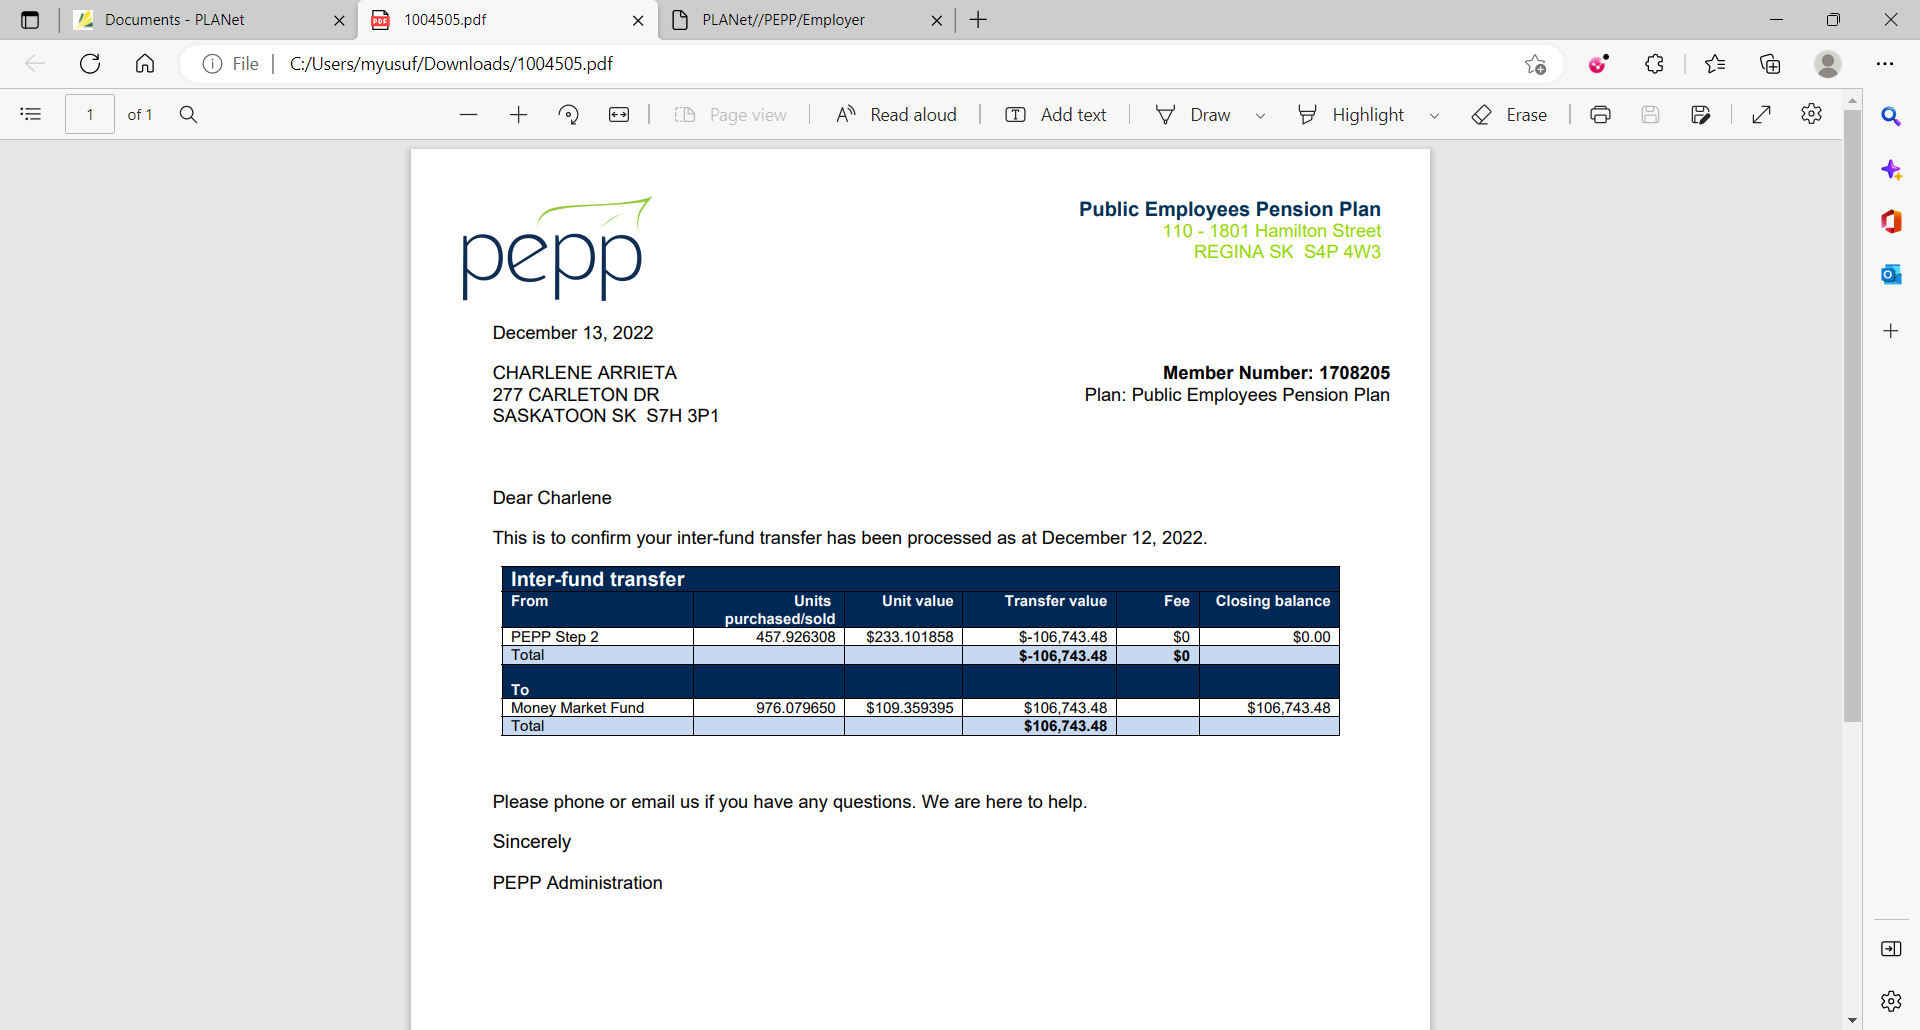 Documents - PLANet
1004505.pdf
PLANet//PEPP/Employer
File
C:/Users/myusuf/Downloads/1004505.pdf
1 of 1
Page view
Read aloud
Add text
Draw
Highlight
Erase
pepp
Public Employees Pension Plan
110 - 1801 Hamilton Street
REGINA SK S4P 4W3
December 13, 2022
CHARLENE ARRIETA
277 CARLETON DR
SASKATOON SK S7H 3P1
Member Number: 1708205
Plan: Public Employees Pension Plan
Dear Charlene
This is to confirm your inter-fund transfer has been processed as at December 12, 2022.
Inter-fund transfer
From Units purchased/sold Unit value Transfer value Fee Closing balance
PEPP Step 2 457.926308 $233.101858 $-106,743.48 $0 $0.00
Total $-106,743.48 $0
To
Money Market Fund 976.079650 $109.359395 $106,743.48 $106,743.48
Total $106,743.48
Please phone or email us if you have any questions. We are here to help.
Sincerely
PEPP Administration